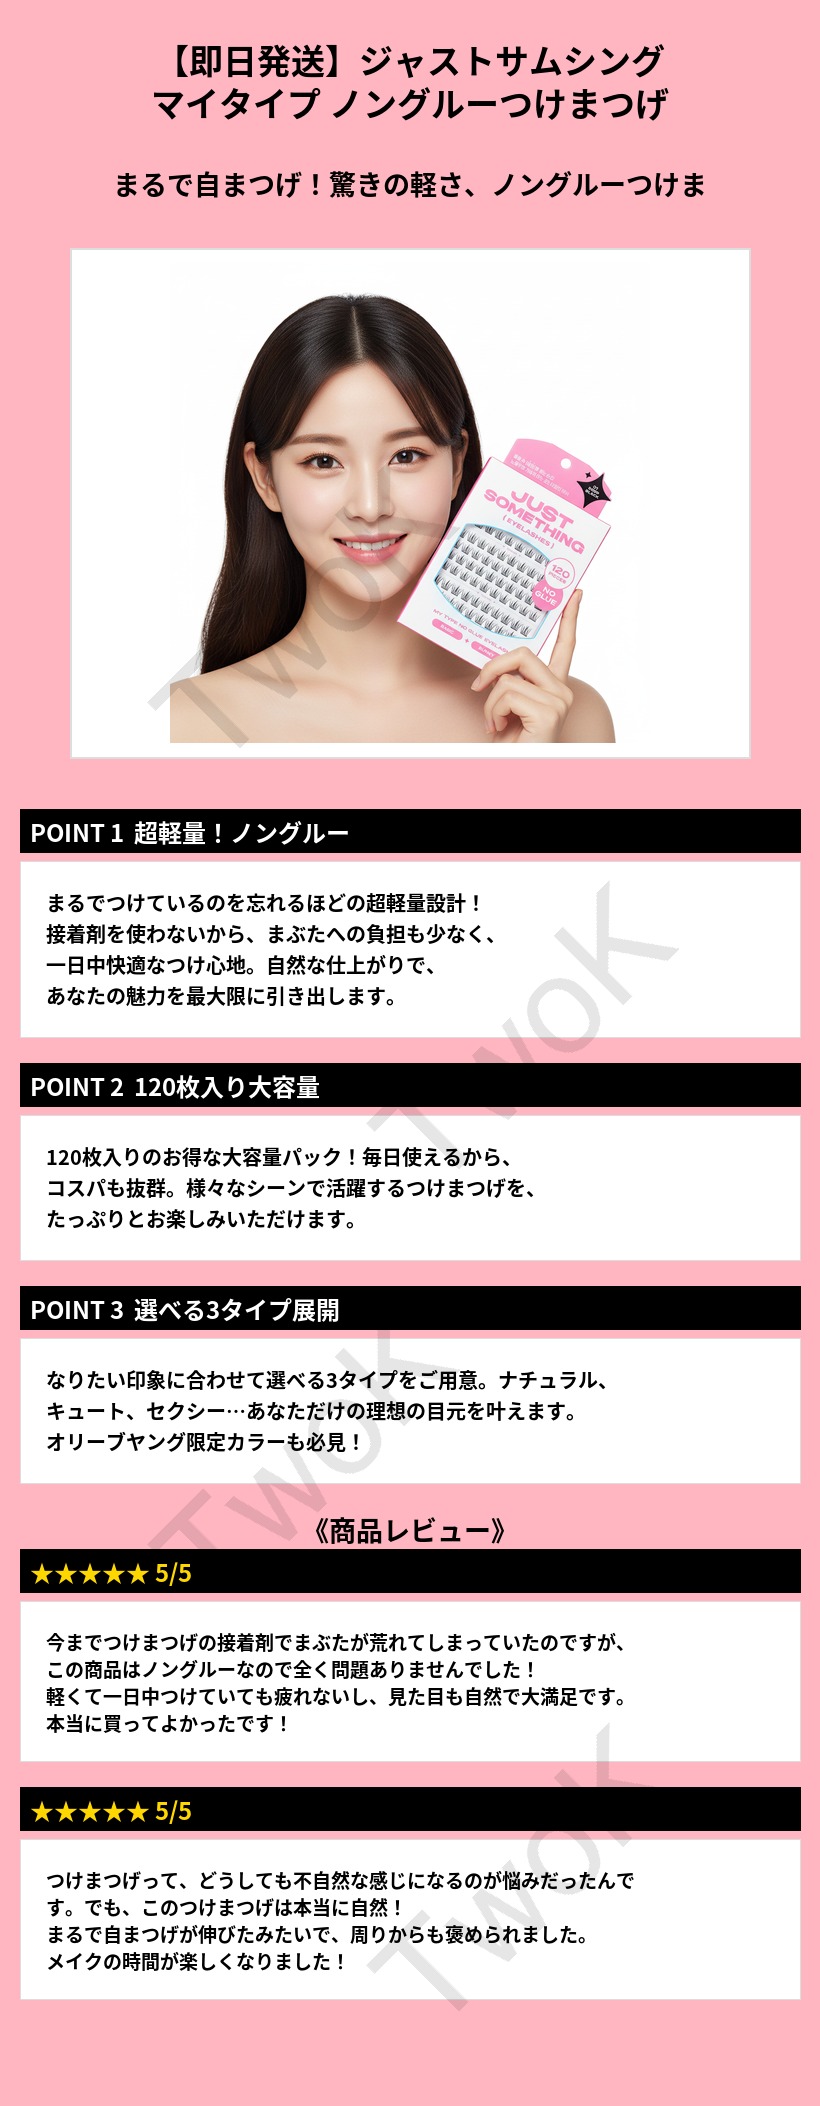 【即日発送】ジャストサムシング
マイタイプ ノングルーつけまつげ
まるで自まつげ！驚きの軽さ、ノングルーつけま
JUST
SOMETHING
[ EYELASHES ]
120
PIECES
NO
GLUE
MY TYPE NO GLUE
TwoK
POINT 1 超軽量！ノングルー
まるでつけているのを忘れるほどの超軽量設計！
接着剤を使わないから、まぶたへの負担も少なく、
一日中快適なつけ心地。自然な仕上がりで、
あなたの魅力を最大限に引き出します。
TwoK
POINT 2 120枚入り大容量
120枚入りのお得な大容量パック！毎日使えるから、
コスパも抜群。様々なシーンで活躍するつけまつげを、
たっぷりとお楽しみいただけます。
POINT 3 選べる3タイプ展開
なりたい印象に合わせて選べる3タイプをご用意。ナチュラル、
キュート、セクシー…あなただけの理想の目元を叶えます。
オリーブヤング限定カラーも必見！
TwoK
《商品レビュー》
★★★★★ 5/5
今までつけまつげの接着剤でまぶたが荒れてしまっていたのですが、
この商品はノングルーなので全く問題ありませんでした！
軽くて一日中つけていても疲れないし、見た目も自然で大満足です。
本当に買ってよかったです！
★★★★★ 5/5
つけまつげって、どうしても不自然な感じになるのが悩みだったんで
す。でも、このつけまつげは本当に自然！
まるで自まつげが伸びたみたいで、周りからも褒められました。
メイクの時間が楽しくなりました！
TwoK